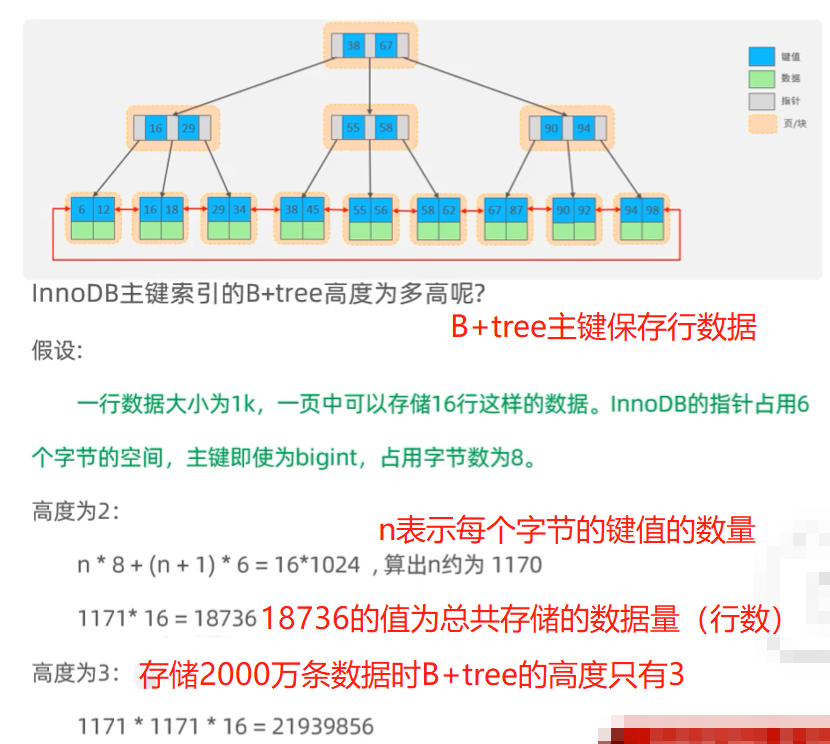 38 67
键值
数据
指针
页/块
16 29 55 58 90 94
6 12 16 18 29 34 38 45 55 56 58 62 67 87 90 92 94 98
InnoDB主键索引的B+tree高度为多高呢?
B+tree主键保存行数据
假设:
一行数据大小为1k，一页中可以存储16行这样的数据。InnoDB的指针占用6
个字节的空间，主键即使为bigint，占用字节数为8。
高度为2：
n表示每个字节的键值的数量
n * 8 + (n + 1) * 6 = 16*1024 , 算出n约为 1170
1171* 16 = 18736 18736的值为总共存储的数据量（行数）
高度为3： 存储2000万条数据时B+tree的高度只有3
1171 * 1171 * 16 = 21939856